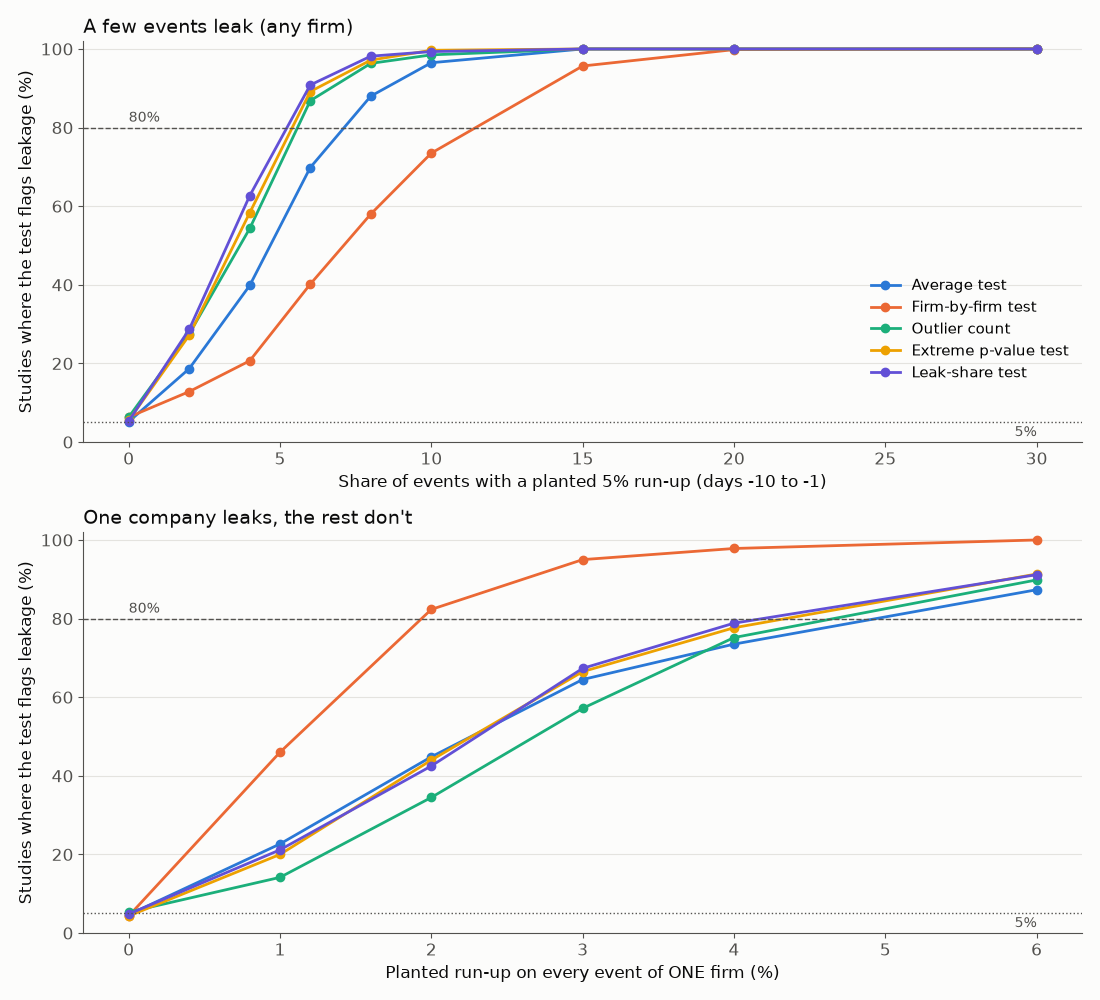 A few events leak (any firm)
Studies where the test flags leakage (%)
100
80
60
40
20
0
80%
5%
Average test
Firm-by-firm test
Outlier count
Extreme p-value test
Leak-share test
0 5 10 15 20 25 30
Share of events with a planted 5% run-up (days -10 to -1)
One company leaks, the rest don't
Studies where the test flags leakage (%)
100
80
60
40
20
0
80%
5%
0 1 2 3 4 5 6
Planted run-up on every event of ONE firm (%)